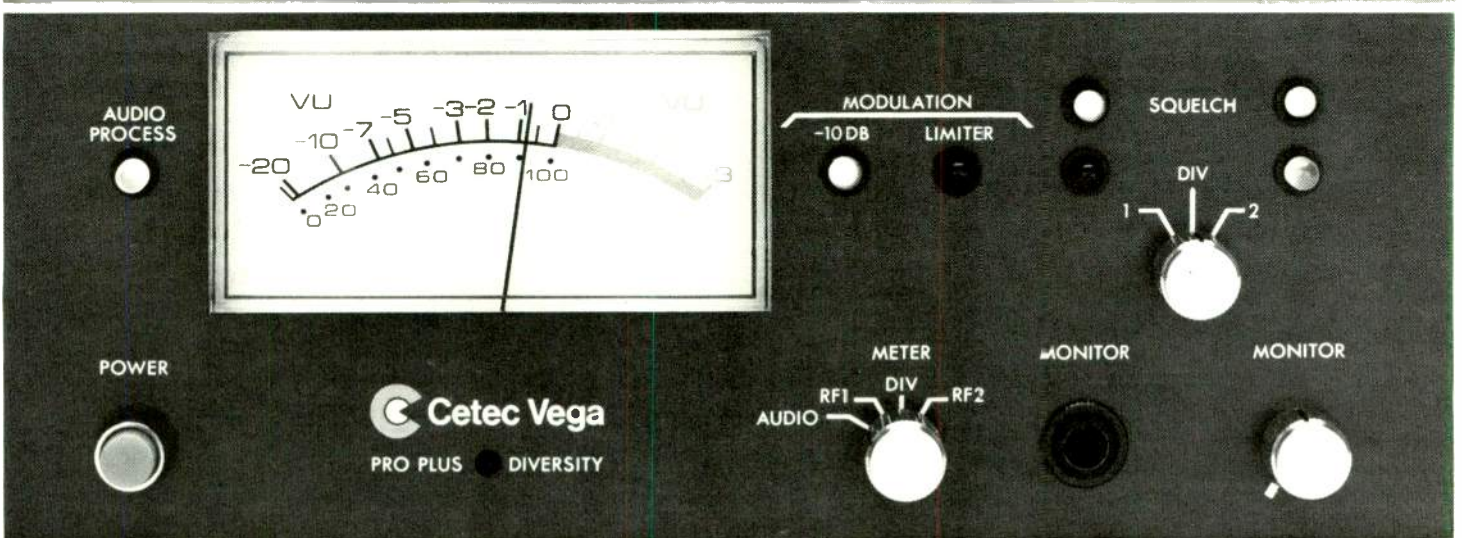 AUDIO
PROCESS
VU
VU
-20
-10
-7
-5
-3
-2
-1
0
3
0
20
40
60
80
100
MODULATION
-10 DB
LIMITER
SQUELCH
1
DIV
2
POWER
Cetec Vega
PRO PLUS DIVERSITY
METER
AUDIO
RF1
DIV
RF2
MONITOR
MONITOR